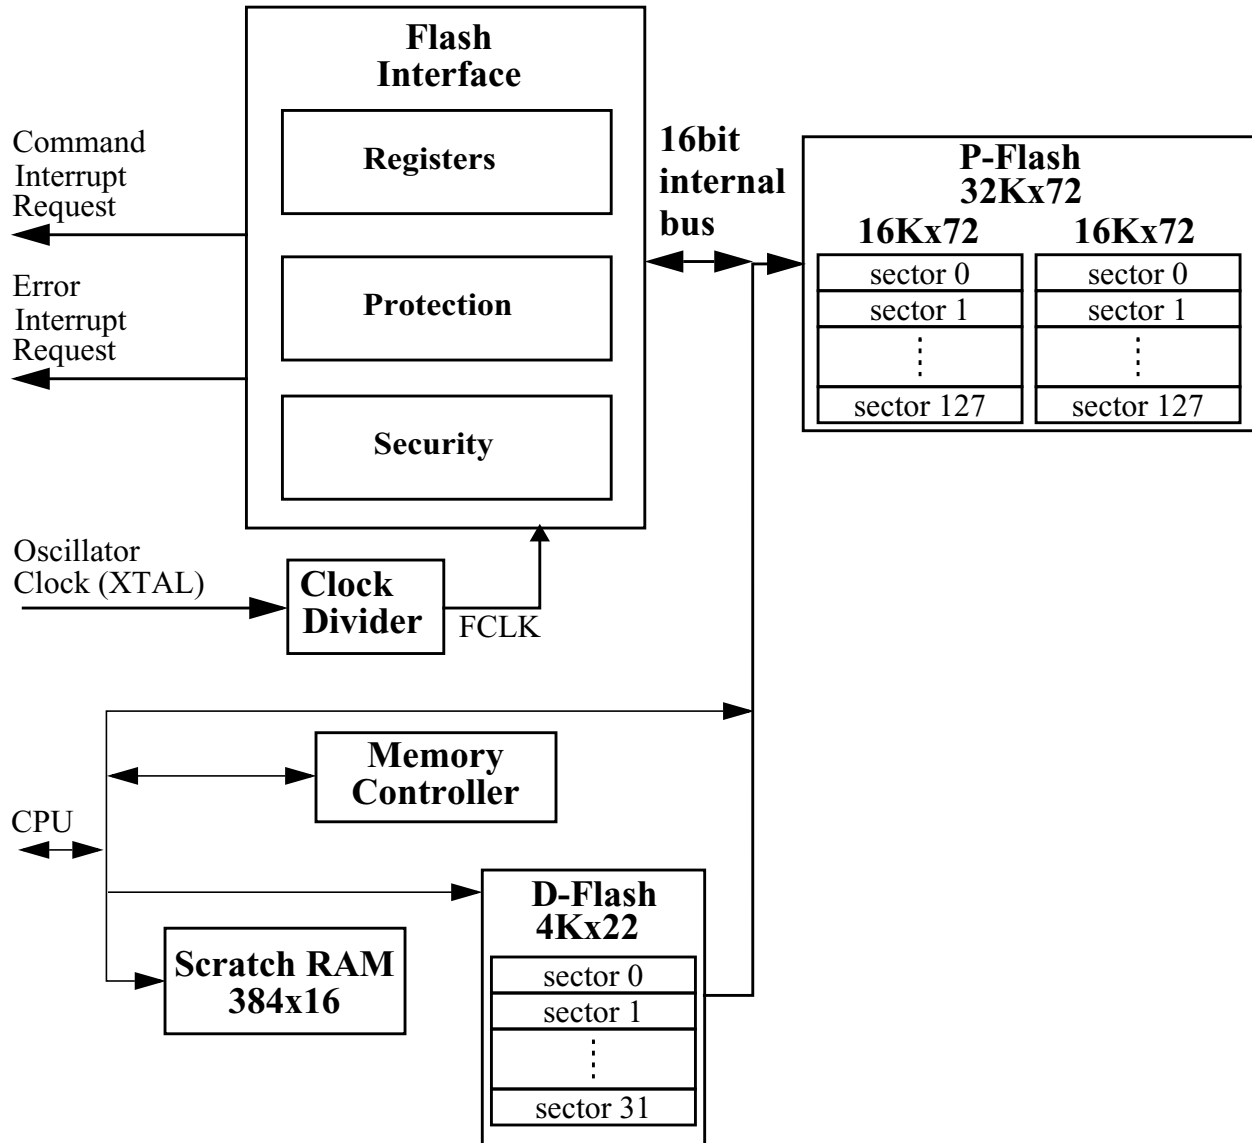 Flash
Interface
Registers
Protection
Security
Command
Interrupt
Request
Error
Interrupt
Request
16bit
internal
bus
P-Flash
32Kx72
16Kx72
16Kx72
sector 0
sector 0
sector 1
sector 1
sector 127
sector 127
Oscillator
Clock (XTAL)
Clock
Divider
FCLK
Memory
Controller
CPU
D-Flash
4Kx22
sector 0
sector 1
sector 31
Scratch RAM
384x16